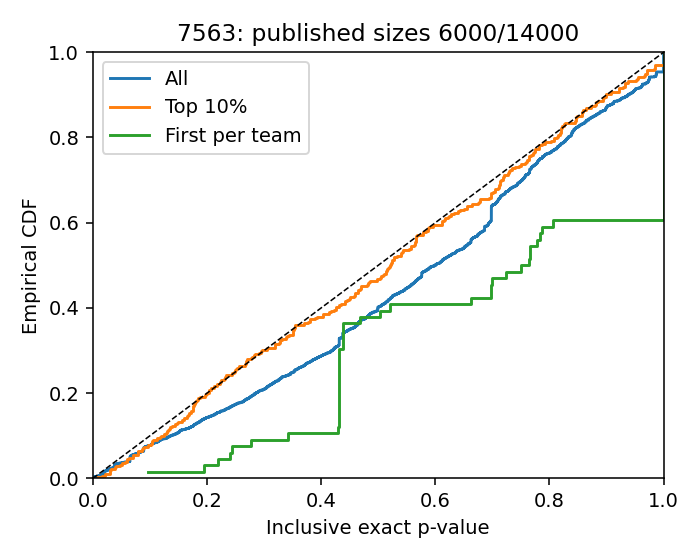 7563: published sizes 6000/14000
All
Top 10%
First per team
1.0
0.8
0.6
0.4
0.2
0.0
Empirical CDF
0.0 0.2 0.4 0.6 0.8 1.0
Inclusive exact p-value